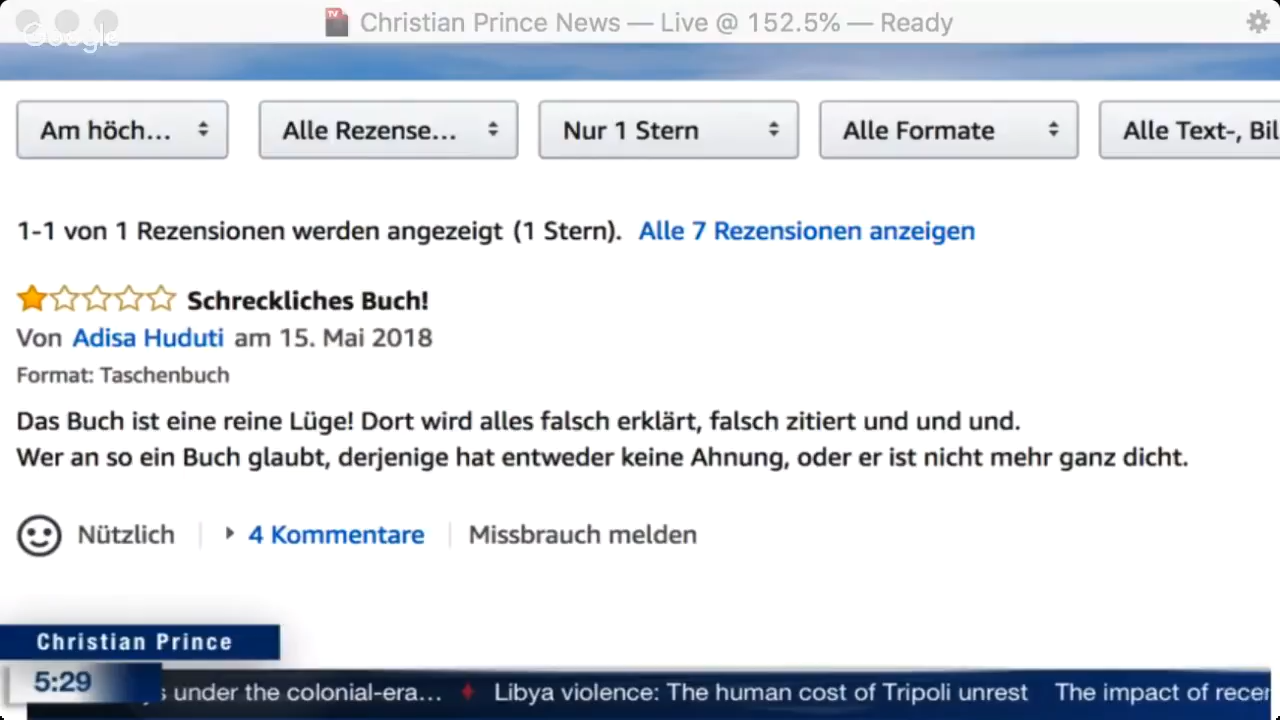 Christian Prince News — Live @ 152.5% — Ready
Google
Am höch...
Alle Rezense...
Nur 1 Stern
Alle Formate
Alle Text-, Bil
1-1 von 1 Rezensionen werden angezeigt (1 Stern). Alle 7 Rezensionen anzeigen
Schreckliches Buch!
Von Adisa Huduti am 15. Mai 2018
Format: Taschenbuch
Das Buch ist eine reine Lüge! Dort wird alles falsch erklärt, falsch zitiert und und und.
Wer an so ein Buch glaubt, derjenige hat entweder keine Ahnung, oder er ist nicht mehr ganz dicht.
Nützlich
4 Kommentare
Missbrauch melden
Christian Prince
5:29
under the colonial-era... Libya violence: The human cost of Tripoli unrest The impact of recen